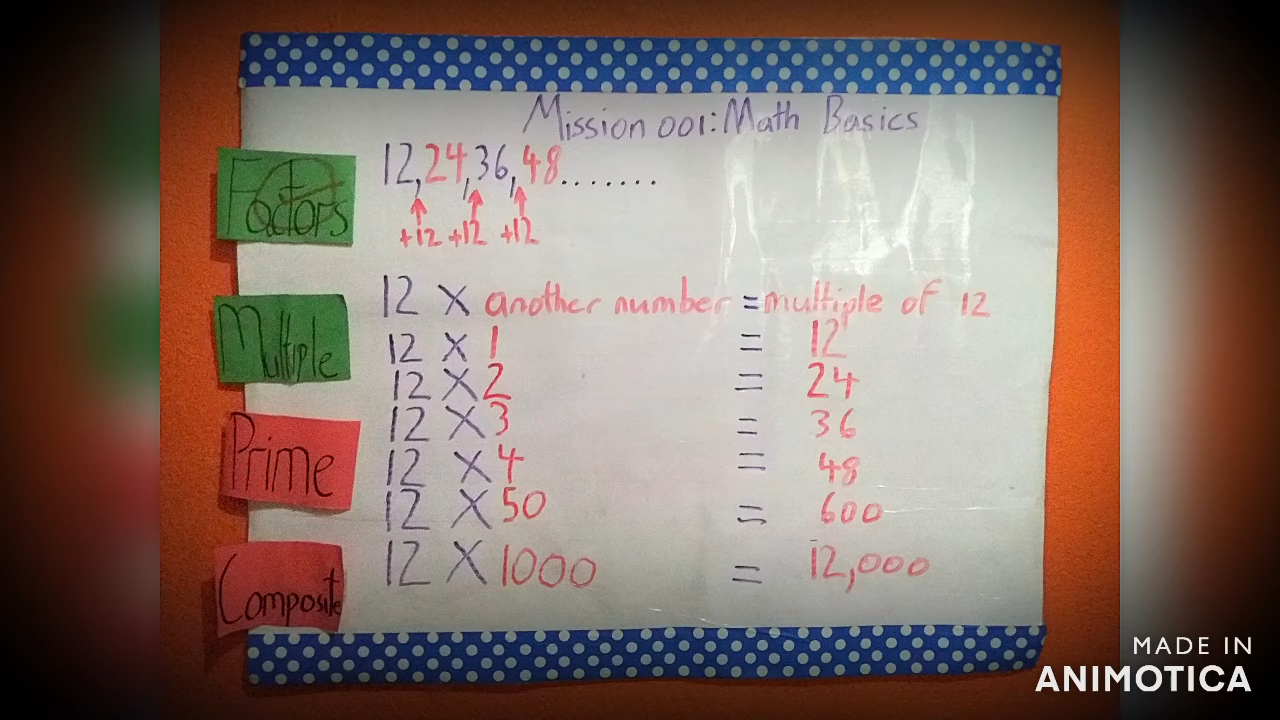 Mission 001: Math Basics
Factors
12, 24, 36, 48.......
+12 +12 +12
Multiple
12 X another number = multiple of 12
12 X 1 = 12
12 X 2 = 24
12 X 3 = 36
12 X 4 = 48
12 X 50 = 600
12 X 1000 = 12,000
Prime
Composite
MADE IN
ANIMOTICA